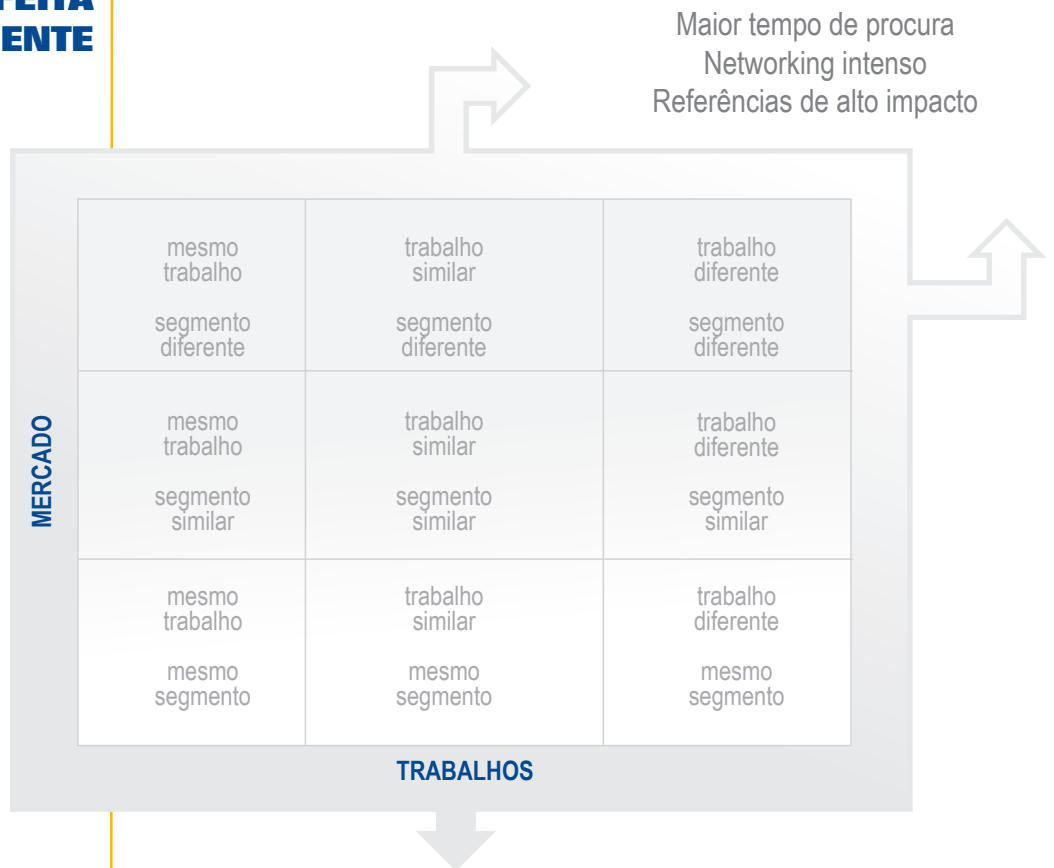 ENTE
Maior tempo de procura
Networking intenso
Referências de alto impacto
mesmo
trabalho
segmento
diferente
trabalho
similar
segmento
diferente
trabalho
diferente
segmento
diferente
MERCADO
mesmo
trabalho
segmento
similar
trabalho
similar
segmento
similar
trabalho
diferente
segmento
similar
mesmo
trabalho
mesmo
segmento
trabalho
similar
mesmo
segmento
trabalho
diferente
mesmo
segmento
TRABALHOS